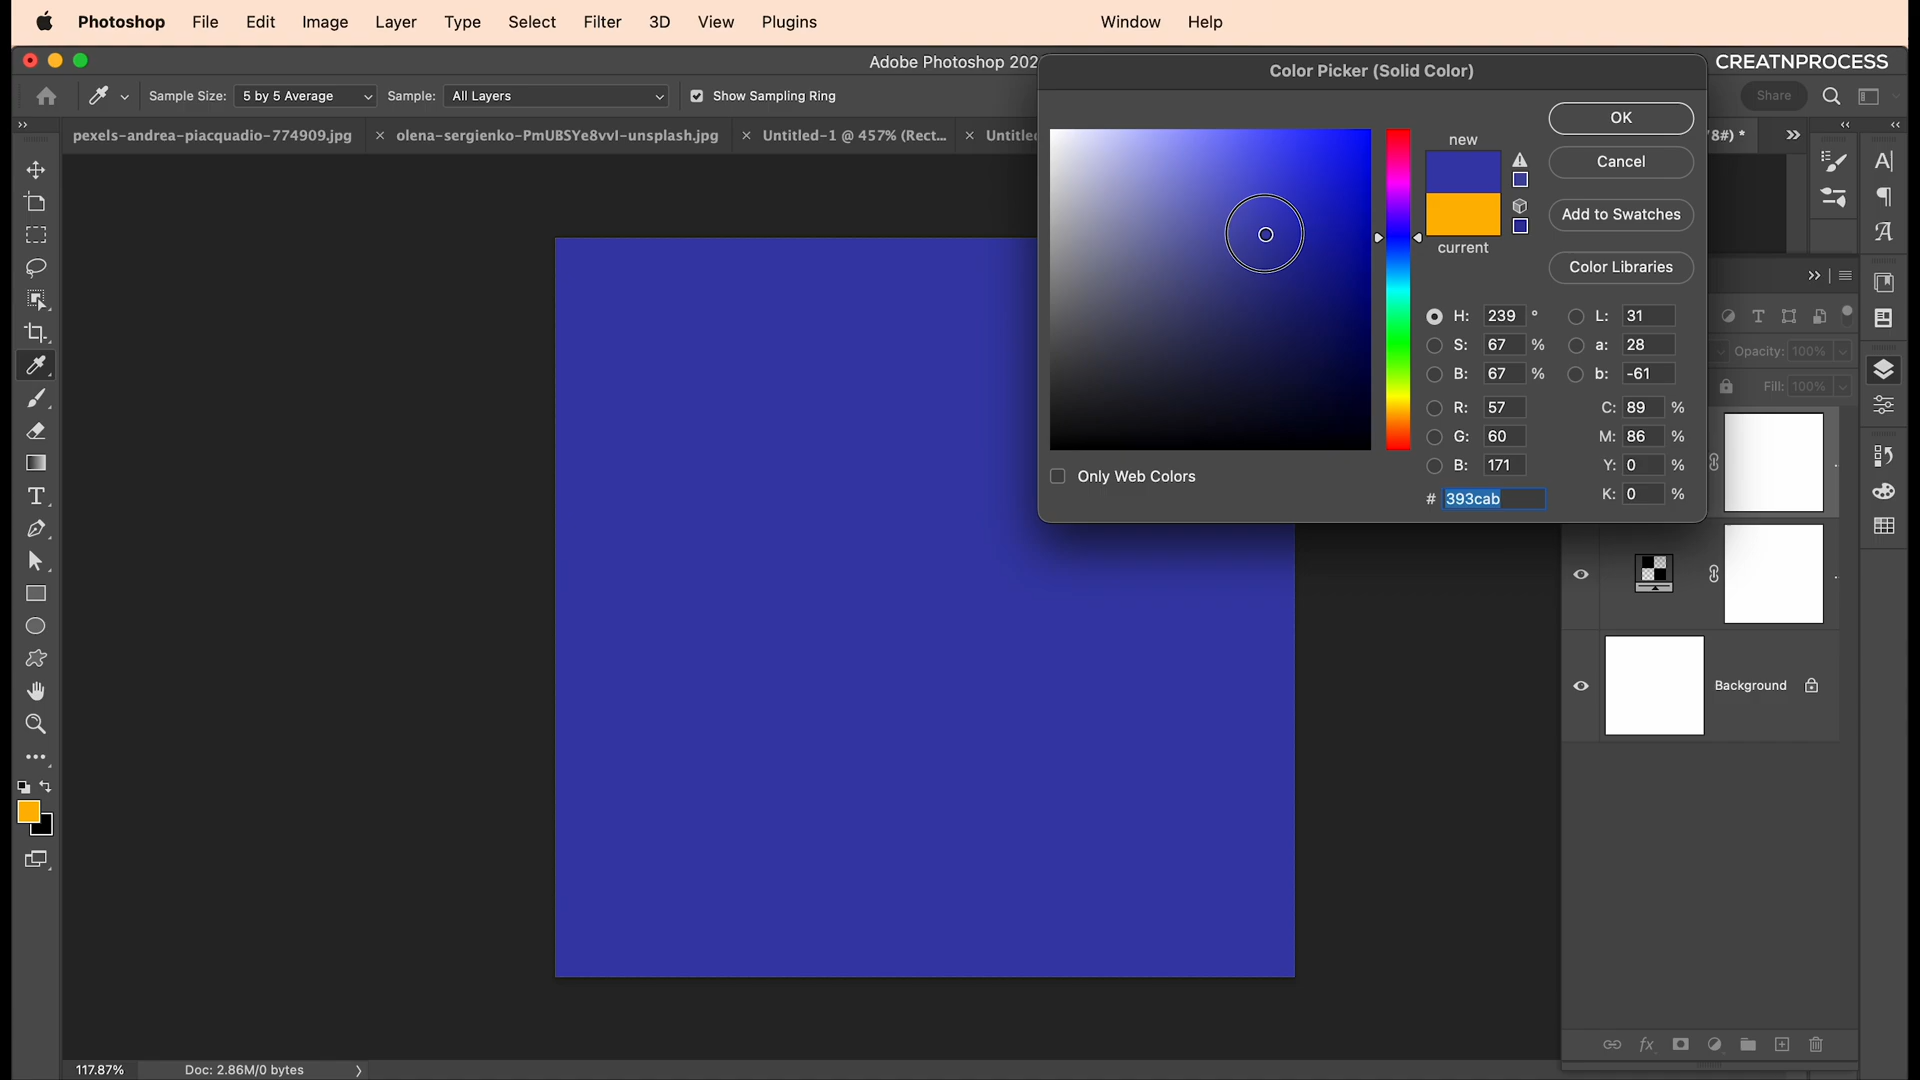 Photoshop File Edit Image Layer Type Select Filter 3D View Plugins Window Help
Adobe Photoshop 202
CREATNPROCESS
Sample Size: 5 by 5 Average Sample: All Layers Show Sampling Ring
Share
pexels-andrea-piacquadio-774909.jpg × olena-sergienko-PmUBSYe8vvI-unsplash.jpg × Untitled-1 @ 457% (Rect... × Untitle
/8#) *
Color Picker (Solid Color)
new
current
OK
Cancel
Add to Swatches
Color Libraries
H: 239 ° L: 31
S: 67 % a: 28
B: 67 % b: -61
R: 57 C: 89 %
G: 60 M: 86 %
B: 171 Y: 0 %
# 393cab K: 0 %
Only Web Colors
Opacity: 100%
Fill: 100%
Background
fx
117.87% Doc: 2.86M/0 bytes